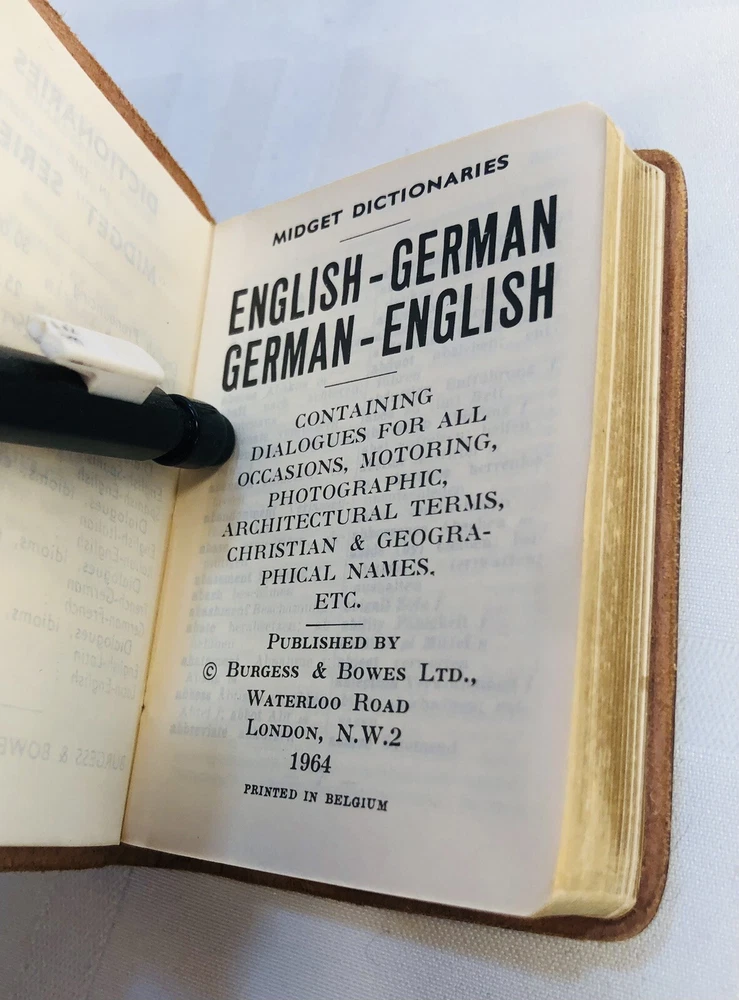 MIDGET DICTIONARIES
ENGLISH-GERMAN
GERMAN-ENGLISH
CONTAINING
DIALOGUES FOR ALL
OCCASIONS, MOTORING,
PHOTOGRAPHIC,
ARCHITECTURAL TERMS,
CHRISTIAN & GEOGRA-
PHICAL NAMES.
ETC.
PUBLISHED BY
© BURGESS & BOWES LTD.,
WATERLOO ROAD
LONDON, N.W.2
1964
PRINTED IN BELGIUM